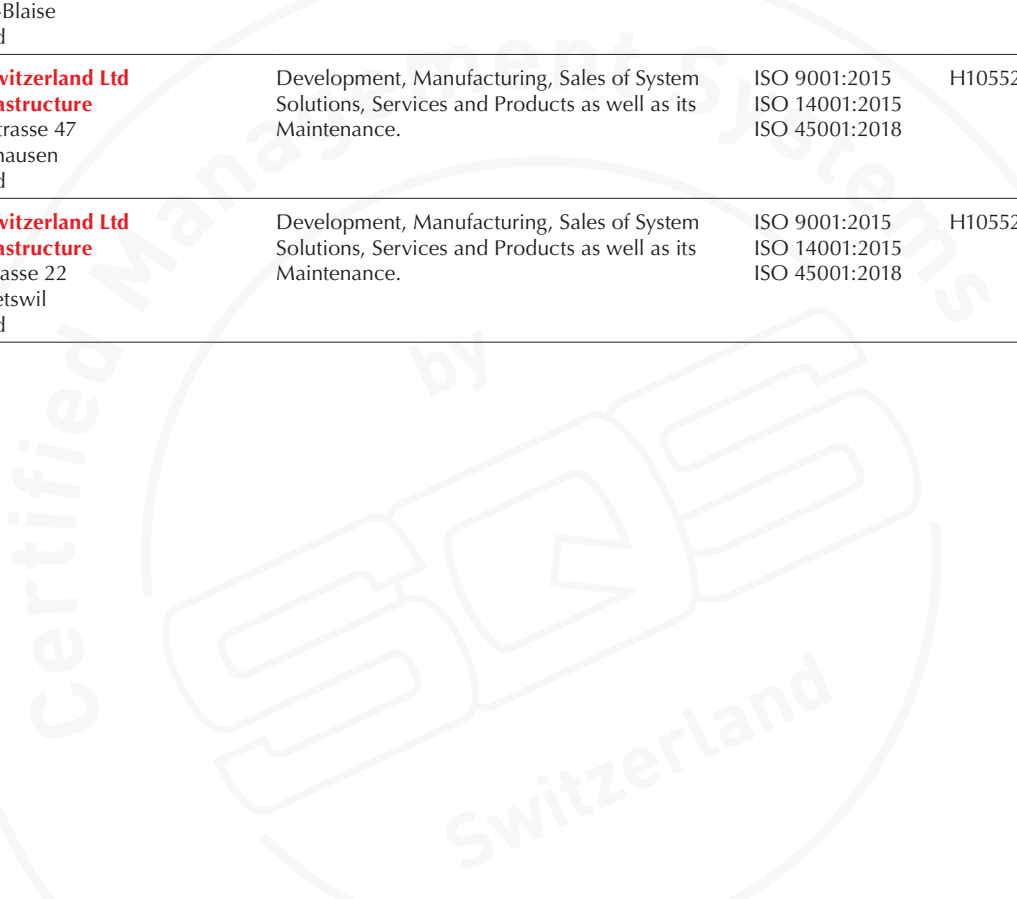 -Blaise
d
witzerland Ltd
astructure
trasse 47
hausen
d
Development, Manufacturing, Sales of System
Solutions, Services and Products as well as its
Maintenance.
ISO 9001:2015
ISO 14001:2015
ISO 45001:2018
H10552
witzerland Ltd
astructure
asse 22
etswil
d
Development, Manufacturing, Sales of System
Solutions, Services and Products as well as its
Maintenance.
ISO 9001:2015
ISO 14001:2015
ISO 45001:2018
H10552
Certified Management Systems
by
SQS
Switzerland